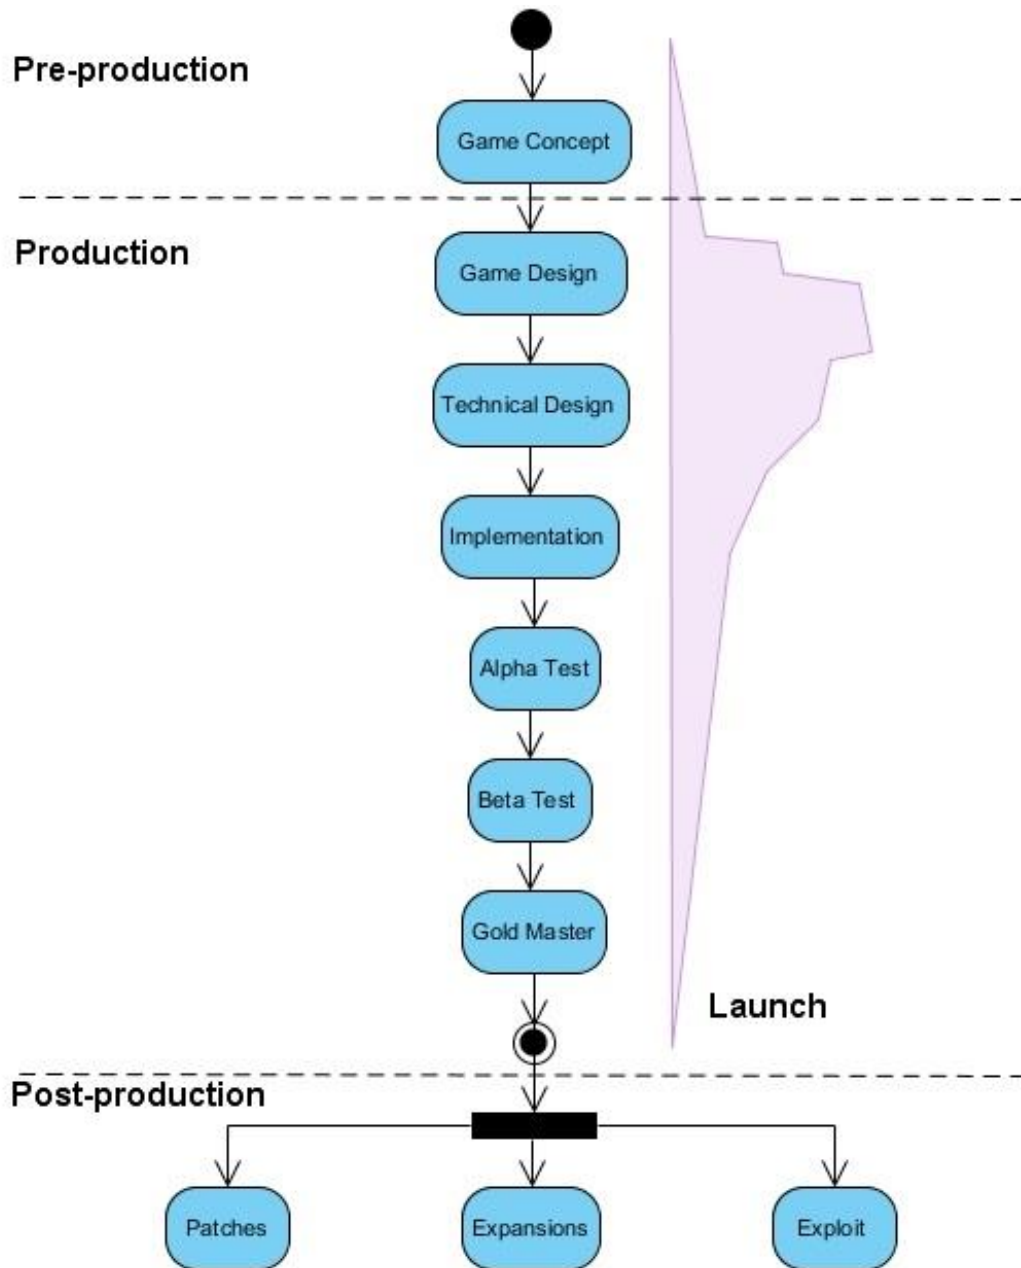 Pre-production
Game Concept
Production
Game Design
Technical Design
Implementation
Alpha Test
Beta Test
Gold Master
Launch
Post-production
Patches
Expansions
Exploit